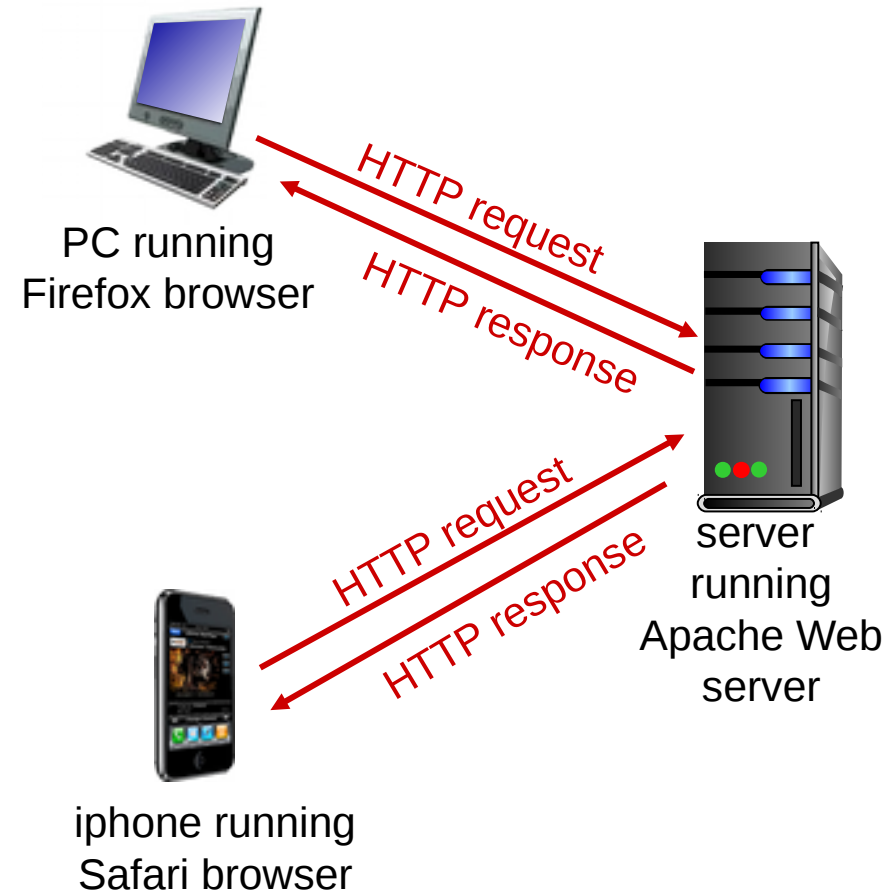 HTTP request
HTTP response
PC running
Firefox browser
HTTP request
HTTP response
server
running
Apache Web
server
iphone running
Safari browser